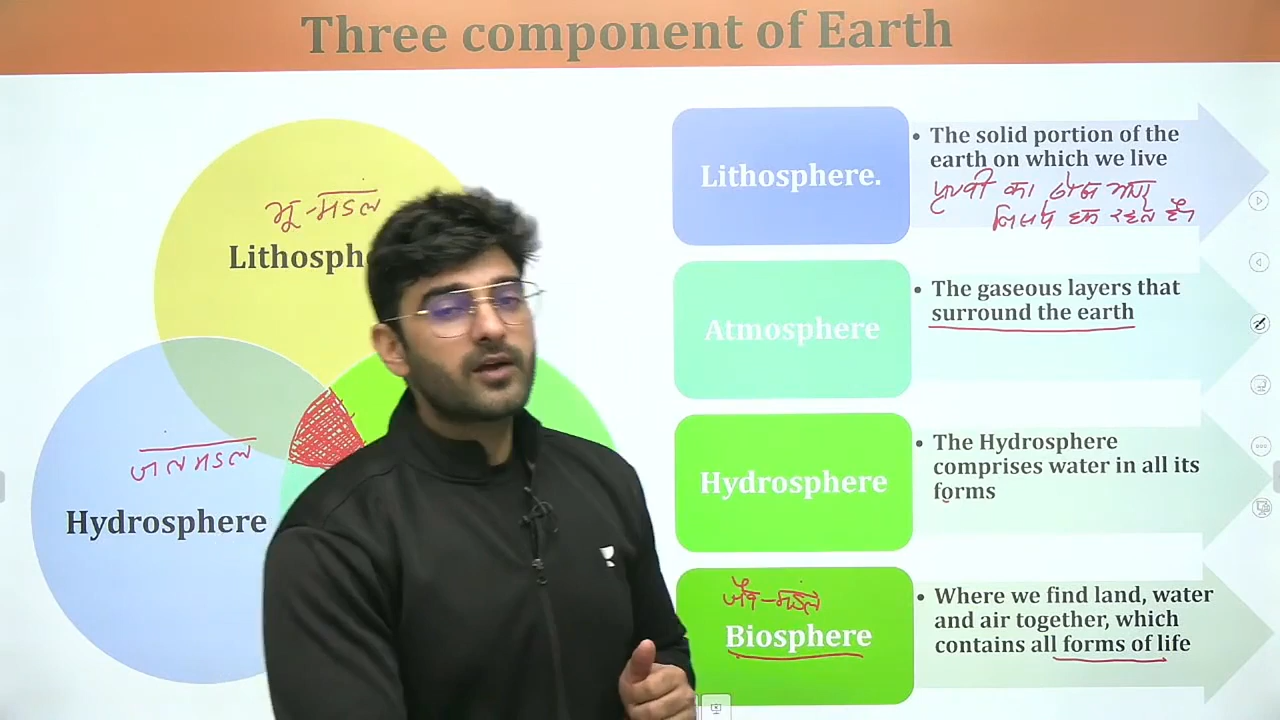 Three component of Earth
भू-मंडल
Lithosphe
जलमंडल
Hydrosphere
Lithosphere.
• The solid portion of the
earth on which we live
पृथ्वी का ठोस भाग
जिसमें हम रहते हैं।
Atmosphere
• The gaseous layers that
surround the earth
Hydrosphere
• The Hydrosphere
comprises water in all its
forms
जैव-मंडल
Biosphere
• Where we find land, water
and air together, which
contains all forms of life